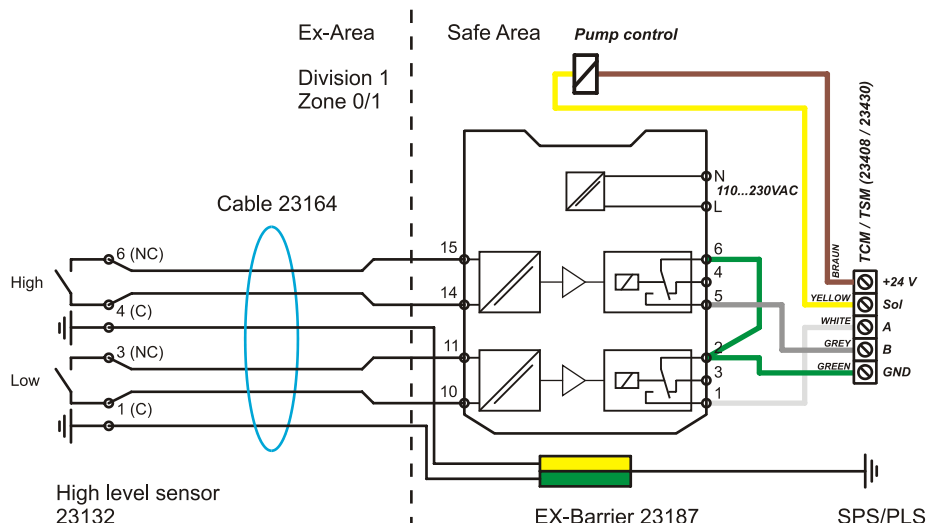 Ex-Area
Safe Area
Pump control
Division 1
Zone 0/1
TCM / TSM (23408 / 23430)
N
110...230VAC
L
Cable 23164
6 (NC)
15
6
BRAUN
High
4
+24 V
14
5
YELLOW
Sol
4 (C)
WHITE
A
3 (NC)
11
2
GREY
B
Low
3
GREEN
GND
10
1
1 (C)
High level sensor
23132
EX-Barrier 23187
SPS/PLS